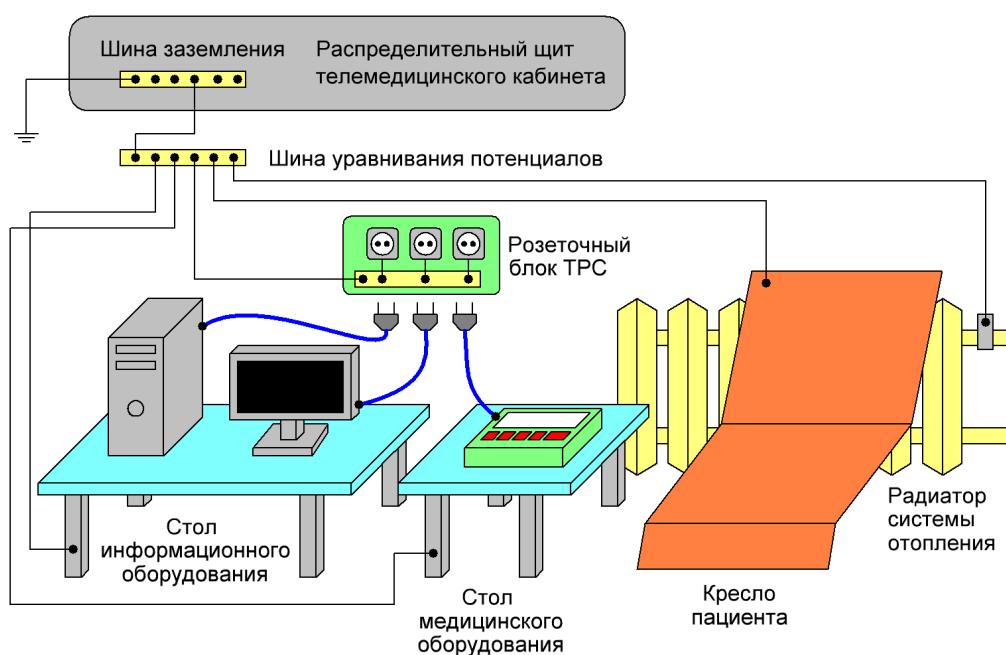 Шина заземления
Распределительный щит
телемедицинского кабинета
Шина уравнивания потенциалов
Розеточный
блок ТРС
Радиатор
системы
отопления
Стол
информационного
оборудования
Стол
медицинского
оборудования
Кресло
пациента